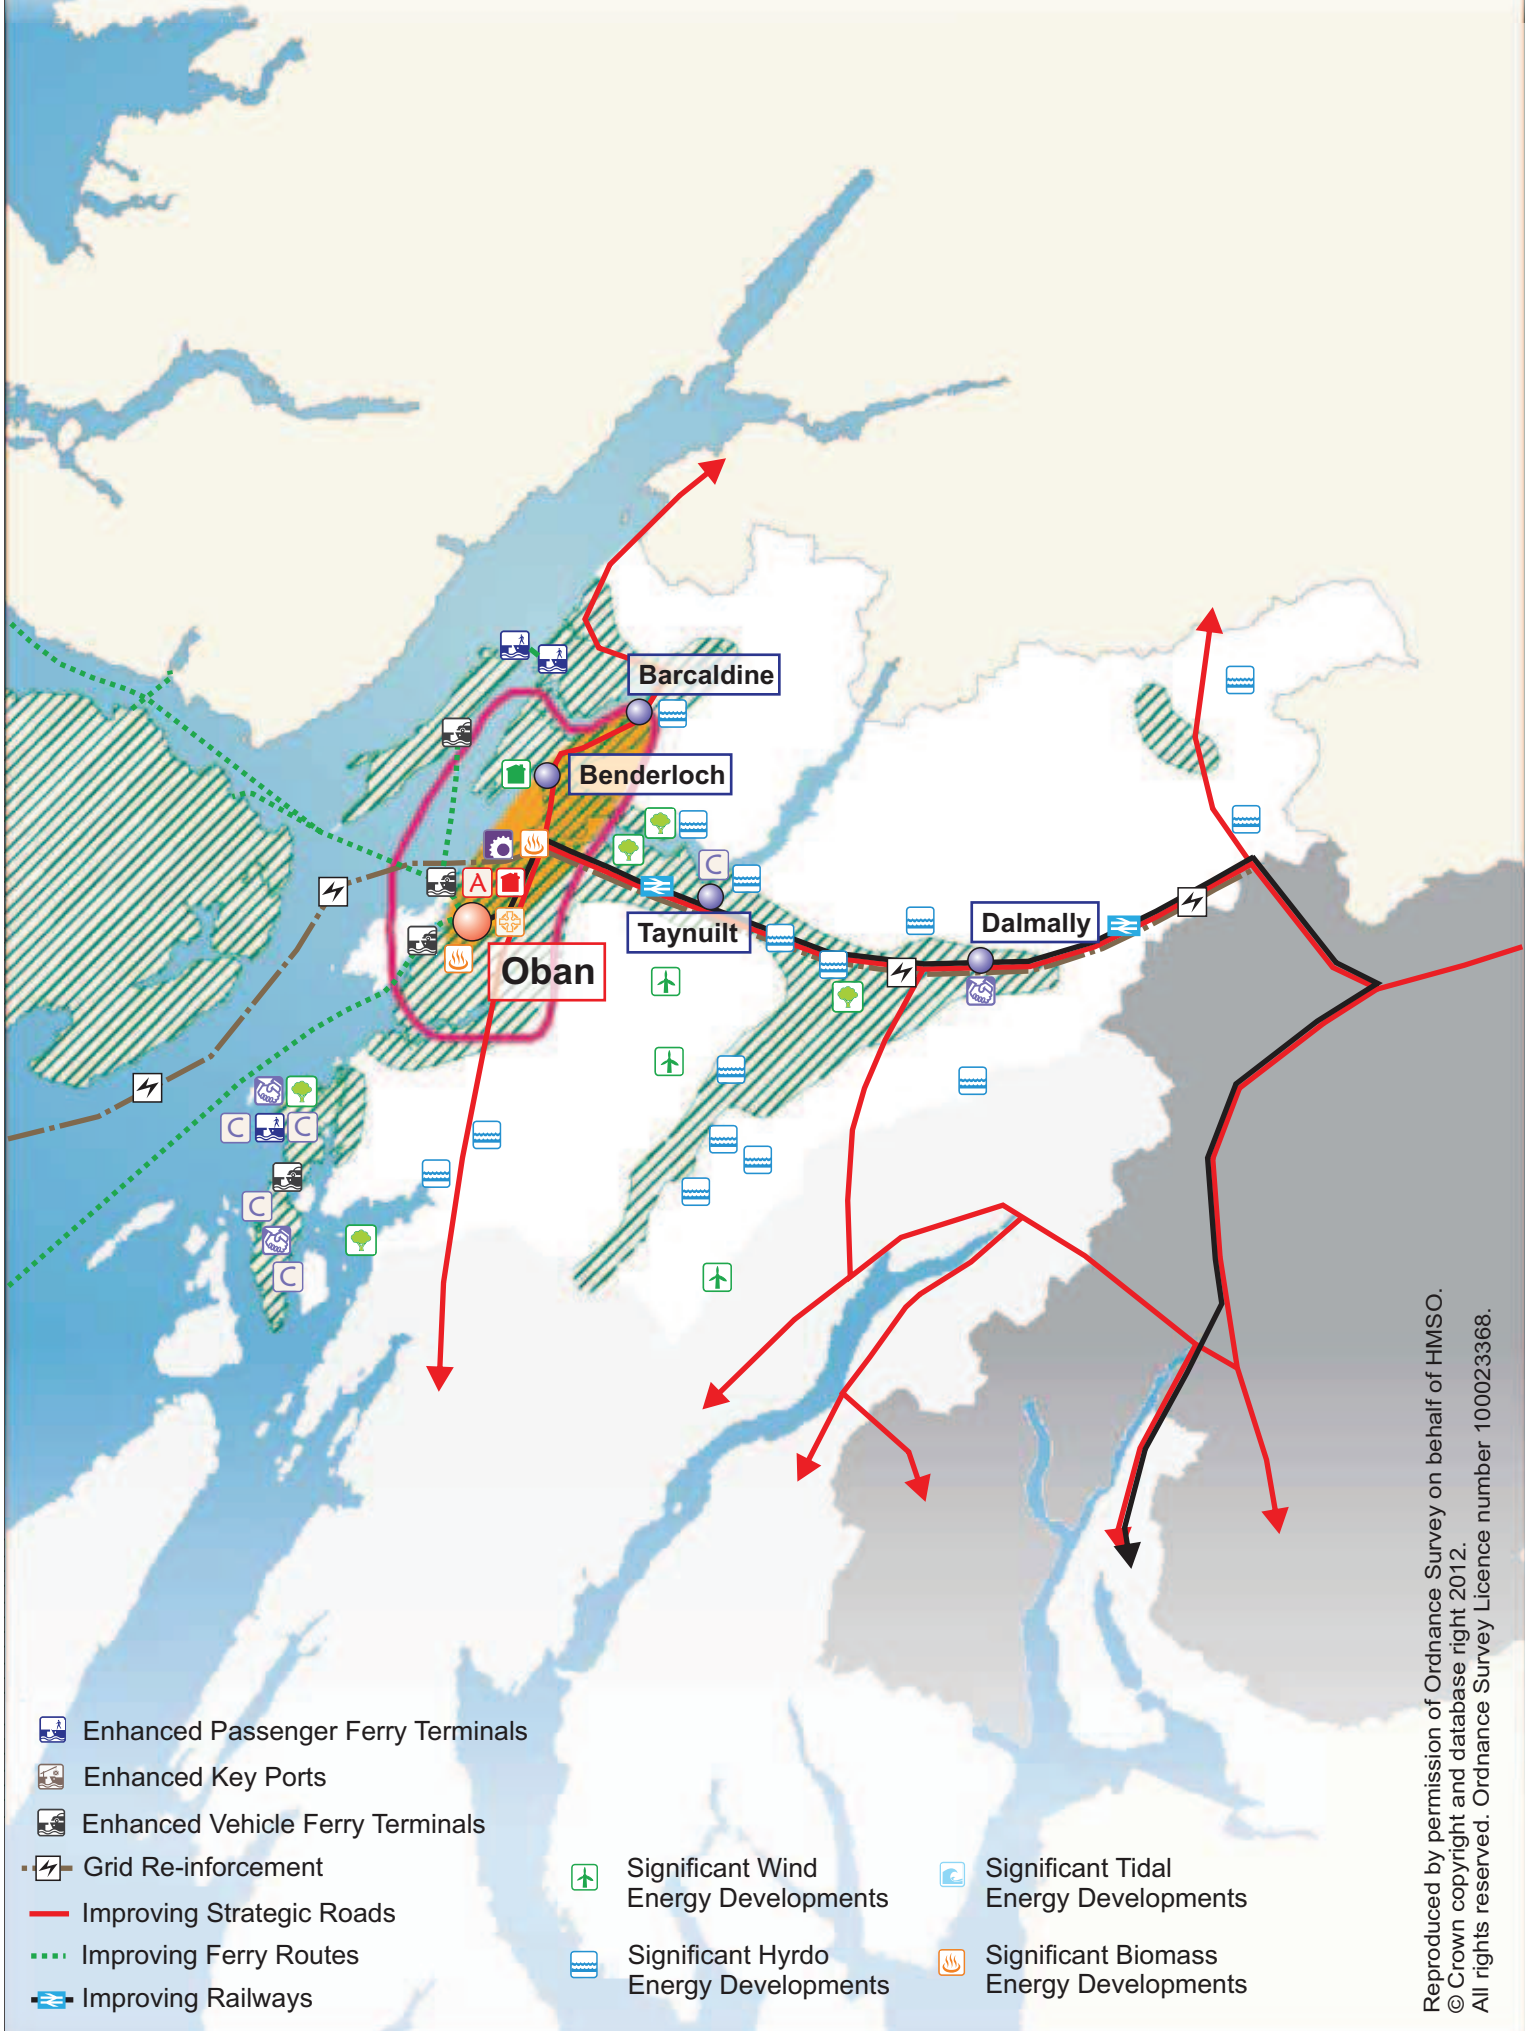 Barcaldine
Benderloch
C
A
Taynuilt
Dalmally
Oban
C
C
C
C
Enhanced Passenger Ferry Terminals
Enhanced Key Ports
Enhanced Vehicle Ferry Terminals
Grid Re-inforcement
Improving Strategic Roads
Improving Ferry Routes
Improving Railways
Significant Wind
Energy Developments
Significant Hyrdo
Energy Developments
Significant Tidal
Energy Developments
Significant Biomass
Energy Developments
Reproduced by permission of Ordnance Survey on behalf of HMSO.
© Crown copyright and database right 2012.
All rights reserved. Ordnance Survey Licence number 100023368.